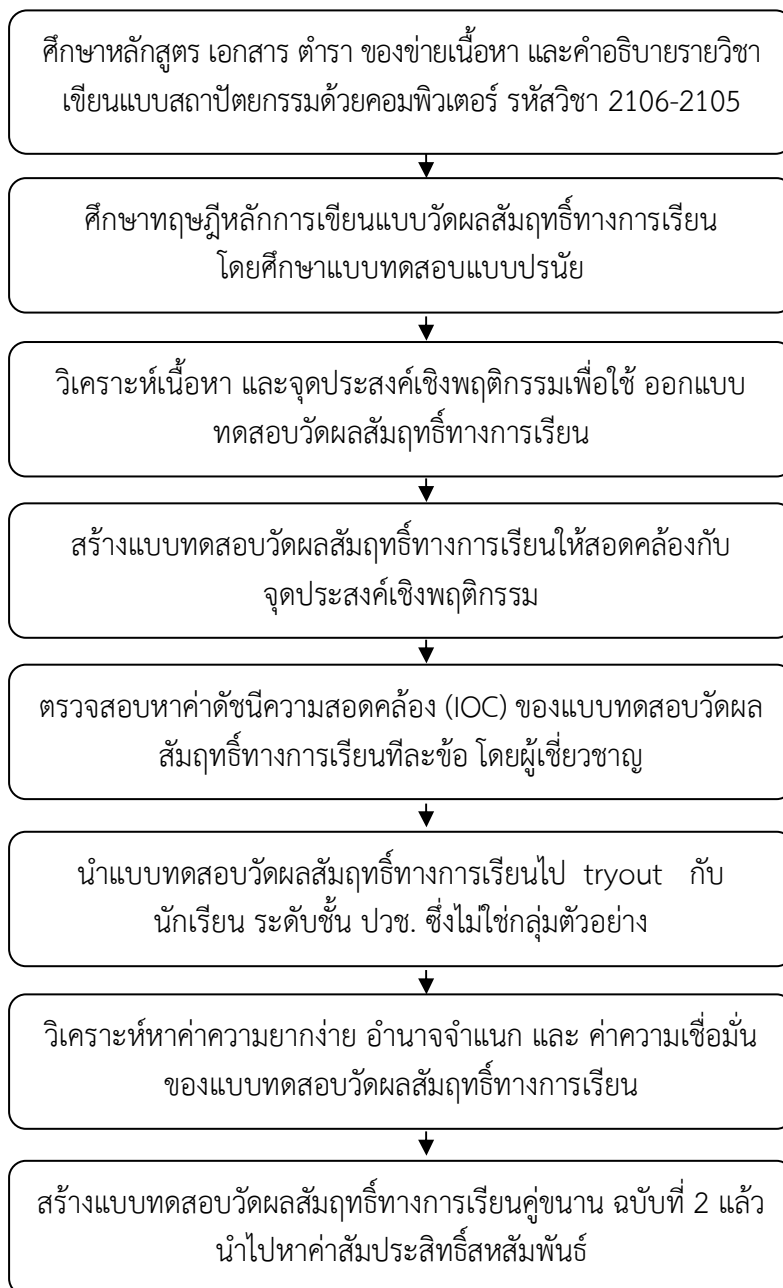 ศึกษาหลักสูตร เอกสาร ตำรา ของข่ายเนื้อหา และคำอธิบายรายวิชา
เขียนแบบสถาปัตยกรรมด้วยคอมพิวเตอร์ รหัสวิชา 2106-2105
ศึกษาทฤษฎีหลักการเขียนแบบวัดผลสัมฤทธิ์ทางการเรียน
โดยศึกษาแบบทดสอบแบบปรนัย
วิเคราะห์เนื้อหา และจุดประสงค์เชิงพฤติกรรมเพื่อใช้ ออกแบบ
ทดสอบวัดผลสัมฤทธิ์ทางการเรียน
สร้างแบบทดสอบวัดผลสัมฤทธิ์ทางการเรียนให้สอดคล้องกับ
จุดประสงค์เชิงพฤติกรรม
ตรวจสอบหาค่าดัชนีความสอดคล้อง (IOC) ของแบบทดสอบวัดผล
สัมฤทธิ์ทางการเรียนทีละข้อ โดยผู้เชี่ยวชาญ
นำแบบทดสอบวัดผลสัมฤทธิ์ทางการเรียนไป tryout กับ
นักเรียน ระดับชั้น ปวช. ซึ่งไม่ใช่กลุ่มตัวอย่าง
วิเคราะห์หาค่าความยากง่าย อำนาจจำแนก และ ค่าความเชื่อมั่น
ของแบบทดสอบวัดผลสัมฤทธิ์ทางการเรียน
สร้างแบบทดสอบวัดผลสัมฤทธิ์ทางการเรียนคู่ขนาน ฉบับที่ 2 แล้ว
นำไปหาค่าสัมประสิทธิ์สหสัมพันธ์